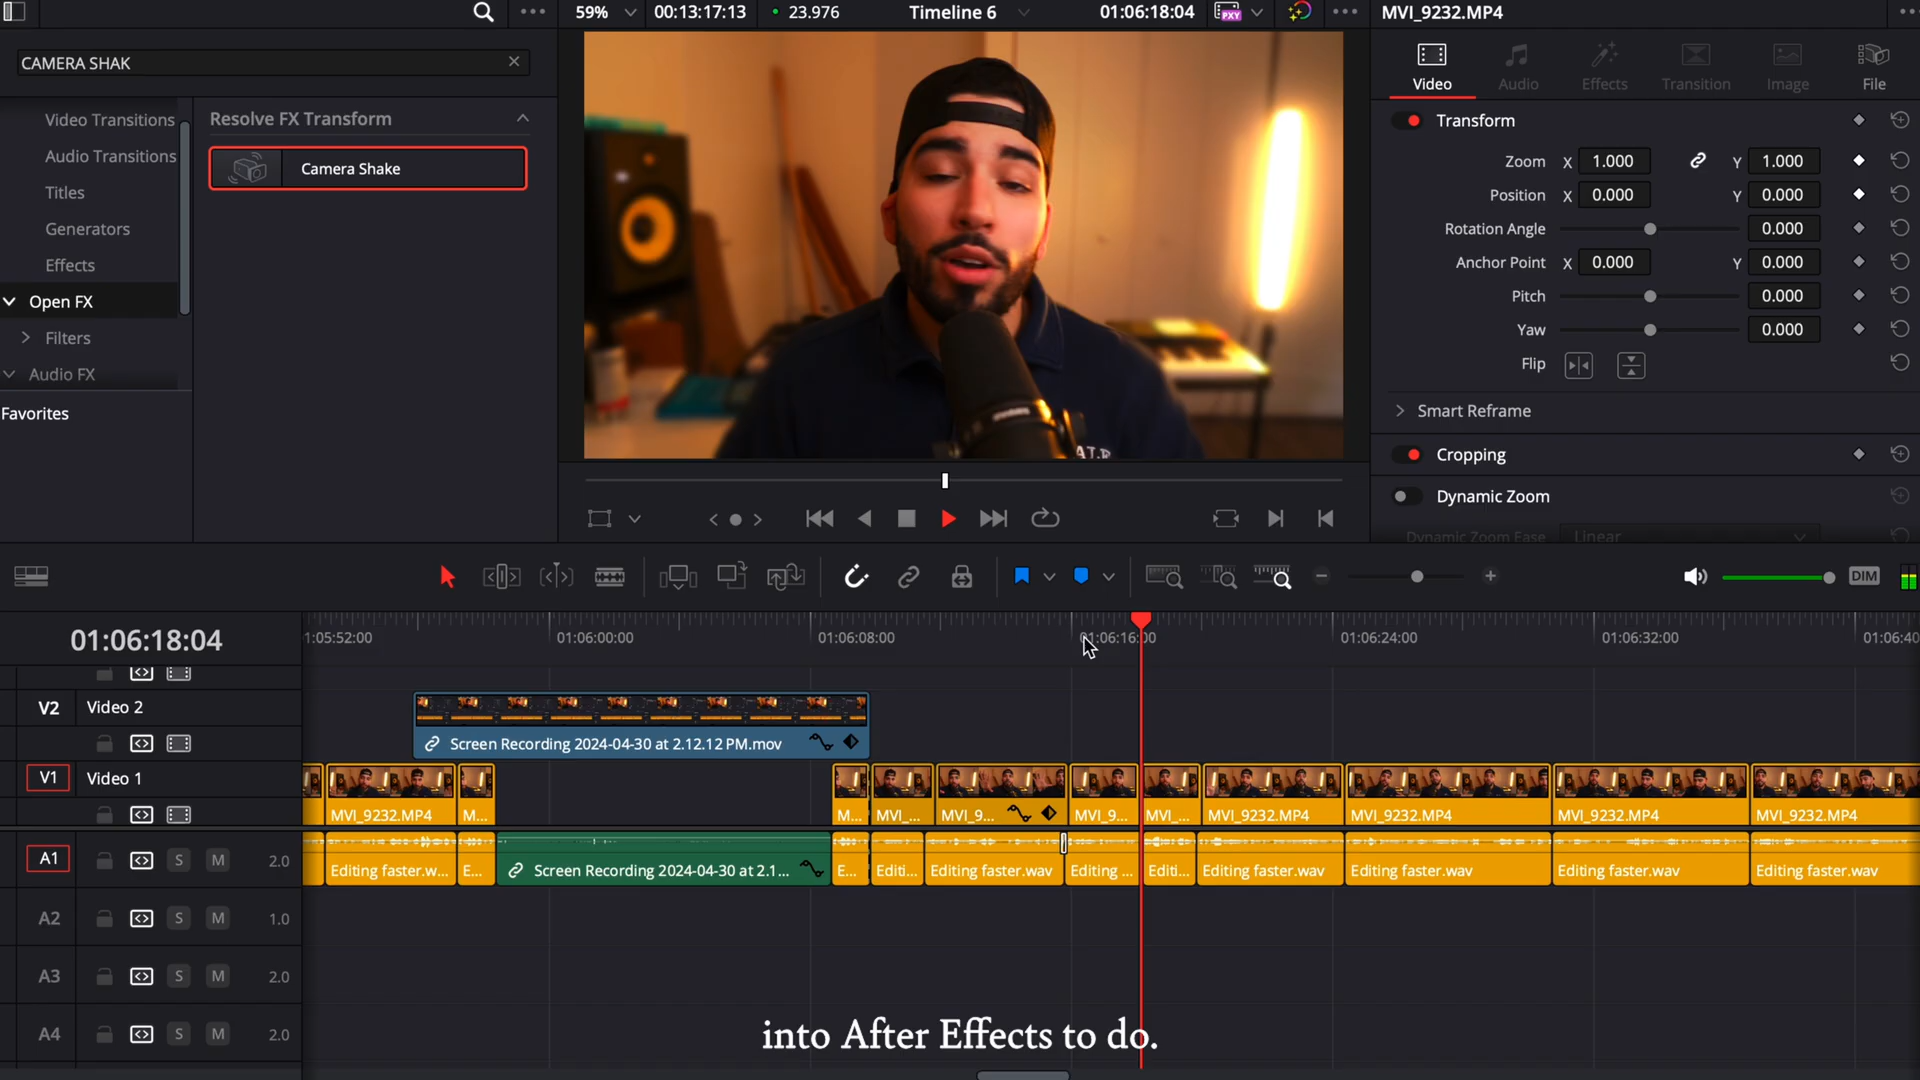 59%
00:13:17:13
23.976
Timeline 6
01:06:18:04
PXY
MVI_9232.MP4
CAMERA SHAK
Video Transitions
Audio Transitions
Titles
Generators
Effects
Open FX
Filters
Audio FX
Favorites
Resolve FX Transform
Camera Shake
Video
Audio
Effects
Transition
Image
File
Transform
Zoom X 1.000 Y 1.000
Position X 0.000 Y 0.000
Rotation Angle 0.000
Anchor Point X 0.000 Y 0.000
Pitch 0.000
Yaw 0.000
Flip
Smart Reframe
Cropping
Dynamic Zoom
Dynamic Zoom Ease Linear
DIM
01:06:18:04
1:05:52:00
01:06:00:00
01:06:08:00
01:06:16:00
01:06:24:00
01:06:32:00
01:06:40
V2 Video 2
Screen Recording 2024-04-30 at 2.12.12 PM.mov
V1 Video 1
MVI_9232.MP4
M...
M...
MVI_...
MVI_9...
MVI_9...
MVI_...
MVI_9232.MP4
MVI_9232.MP4
MVI_9232.MP4
MVI_9232.MP4
A1 S M 2.0
Editing faster.w...
E...
Screen Recording 2024-04-30 at 2.1...
E...
Editi...
Editing faster.wav
Editing ...
Editi...
Editing faster.wav
Editing faster.wav
Editing faster.wav
Editing faster.wav
A2 S M 1.0
A3 S M 2.0
A4 S M 2.0
into After Effects to do.